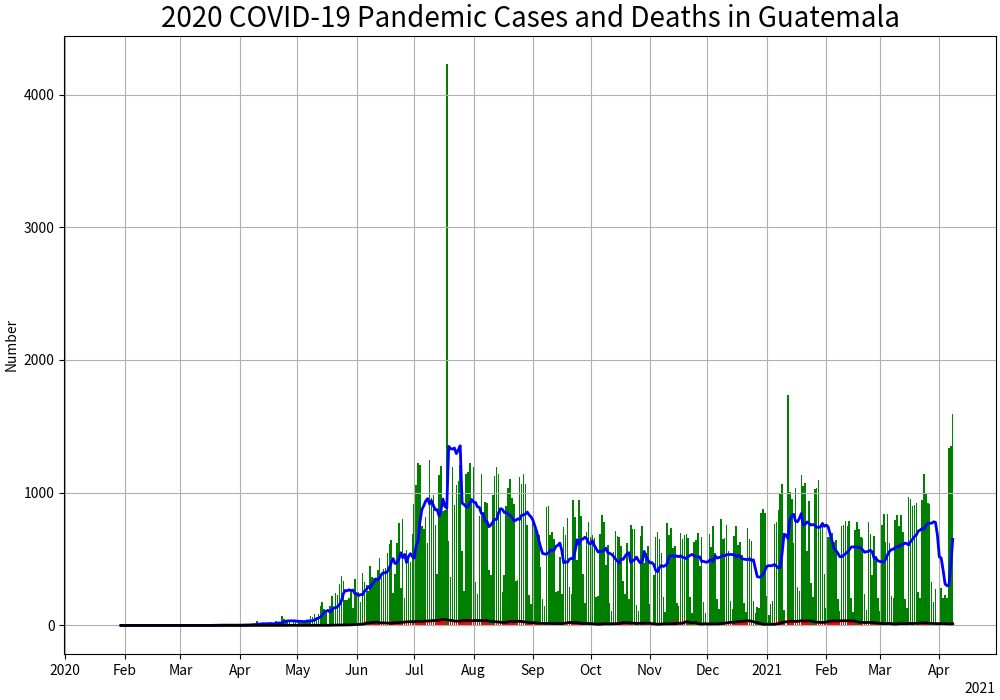 2020 COVID-19 Pandemic Cases and Deaths in Guatemala
Number
4000
3000
2000
1000
0
2020 Feb Mar Apr May Jun Jul Aug Sep Oct Nov Dec 2021 Feb Mar Apr
2021